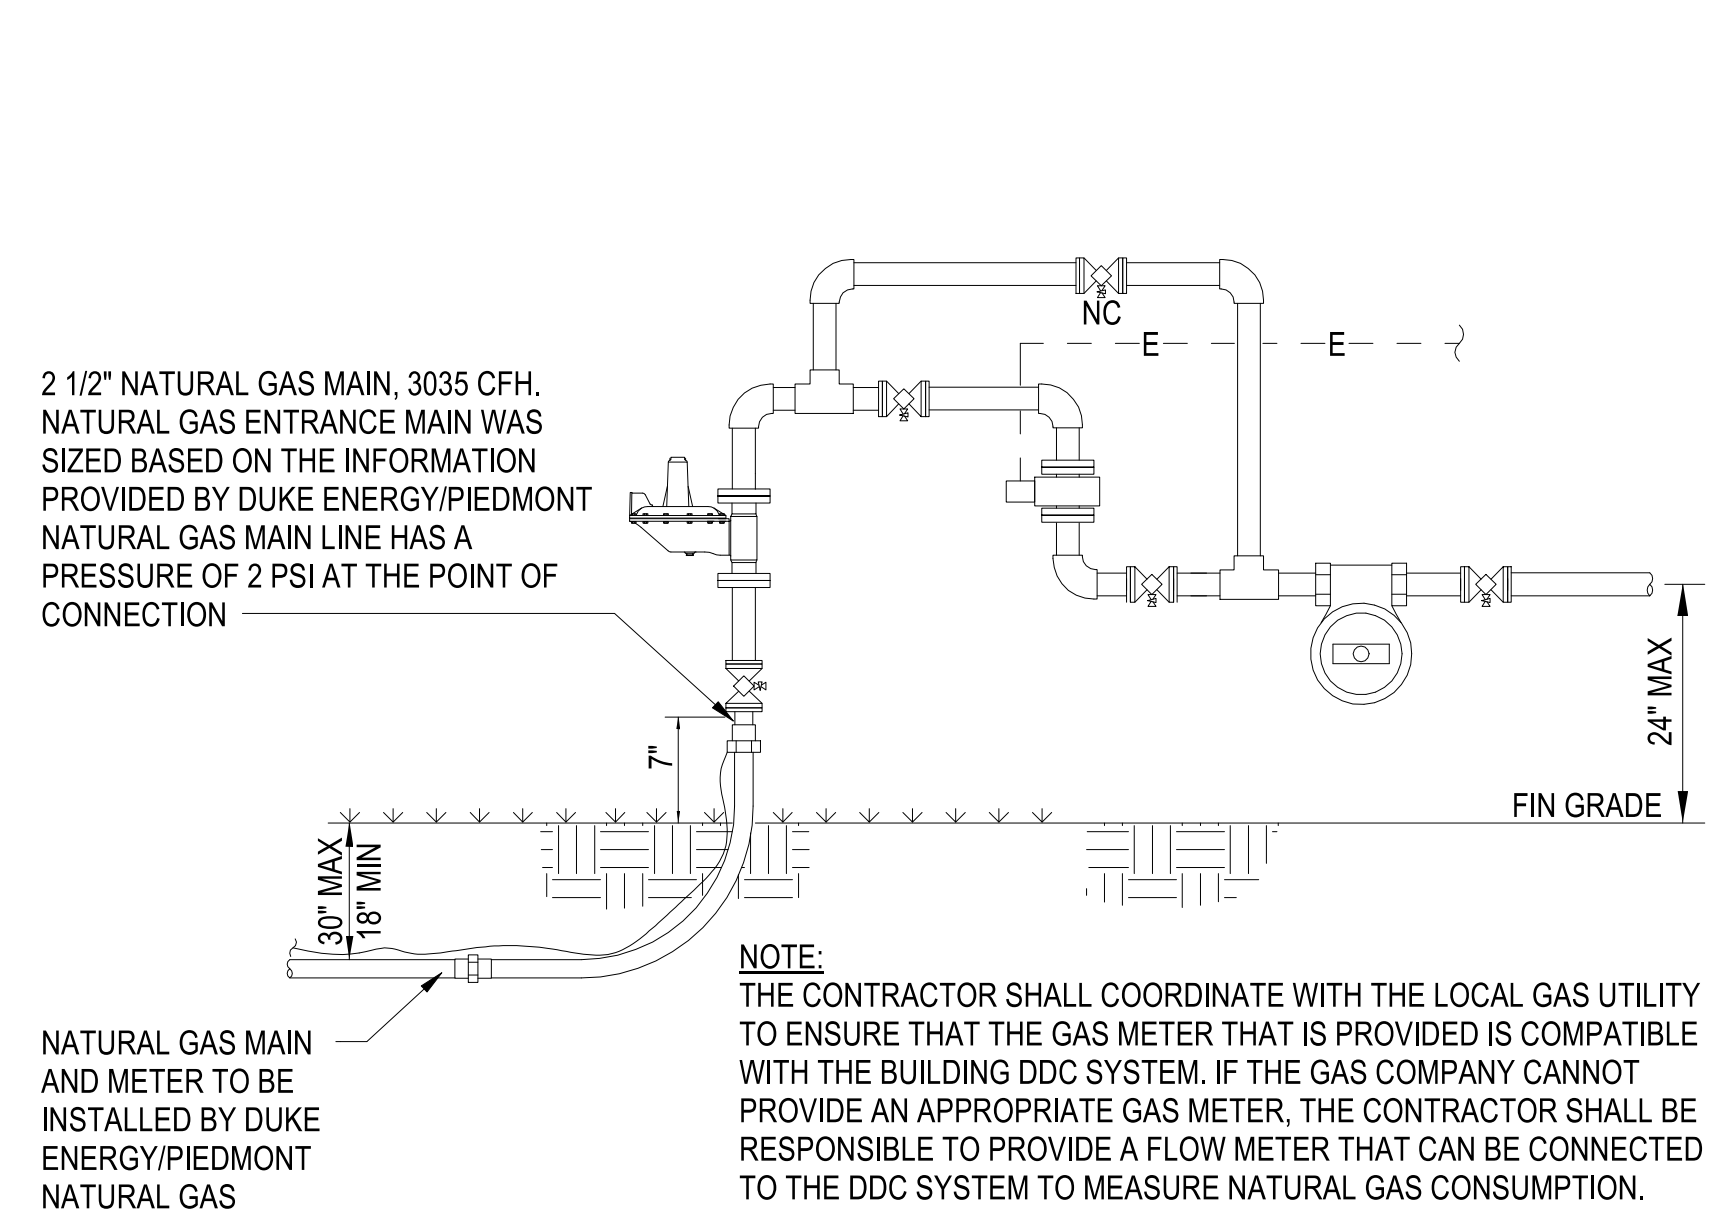 NC
E E
2 1/2" NATURAL GAS MAIN, 3035 CFH.
NATURAL GAS ENTRANCE MAIN WAS
SIZED BASED ON THE INFORMATION
PROVIDED BY DUKE ENERGY/PIEDMONT
NATURAL GAS MAIN LINE HAS A
PRESSURE OF 2 PSI AT THE POINT OF
CONNECTION
24" MAX
7"
FIN GRADE
30" MAX
18" MIN
NATURAL GAS MAIN
AND METER TO BE
INSTALLED BY DUKE
ENERGY/PIEDMONT
NATURAL GAS
NOTE:
THE CONTRACTOR SHALL COORDINATE WITH THE LOCAL GAS UTILITY
TO ENSURE THAT THE GAS METER THAT IS PROVIDED IS COMPATIBLE
WITH THE BUILDING DDC SYSTEM. IF THE GAS COMPANY CANNOT
PROVIDE AN APPROPRIATE GAS METER, THE CONTRACTOR SHALL BE
RESPONSIBLE TO PROVIDE A FLOW METER THAT CAN BE CONNECTED
TO THE DDC SYSTEM TO MEASURE NATURAL GAS CONSUMPTION.